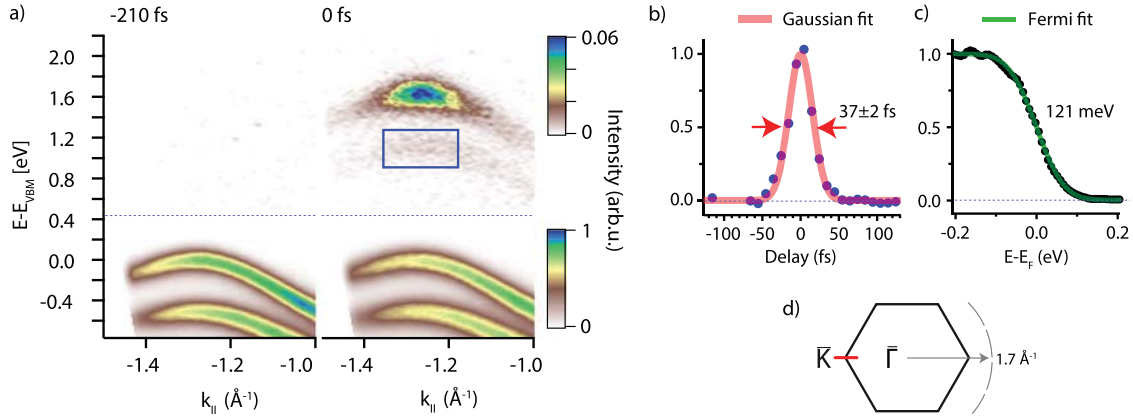 a)
-210 fs
0 fs
E-E_VBM [eV]
2.0
1.6
1.2
0.8
0.4
0.0
-0.4
-1.4
-1.2
-1.0
k_|| (Å⁻¹)
-1.4
-1.2
-1.0
k_|| (Å⁻¹)
0.06
0
Intensity (arb.u.)
1
0
b)
Gaussian fit
1.0
0.5
0.0
37±2 fs
-100
-50
0
50
100
Delay (fs)
c)
Fermi fit
1.0
0.5
0.0
121 meV
-0.2
0.0
0.2
E-E_F (eV)
d)
K̄
Γ̄
1.7 Å⁻¹